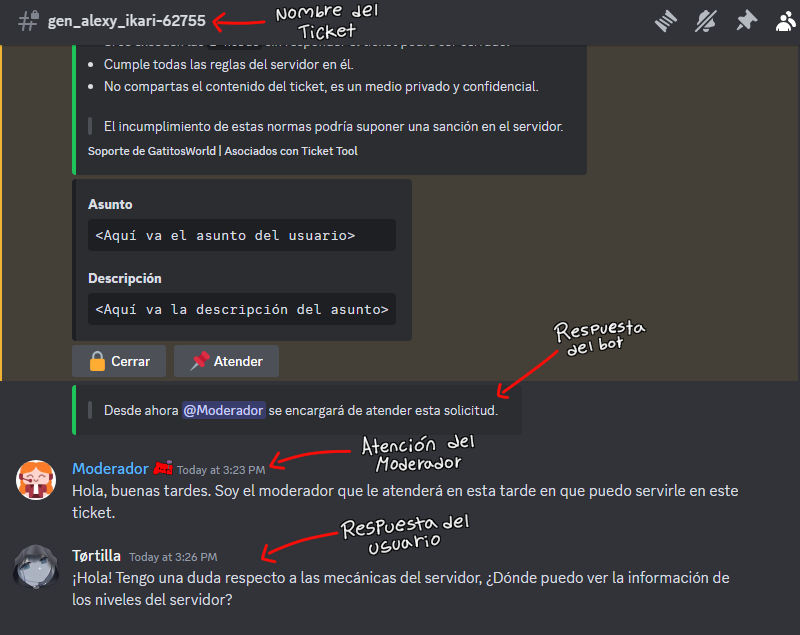 gen_alexy_ikari-62755
Nombre del
Ticket
• Cumple todas las reglas del servidor en él.
• No compartas el contenido del ticket, es un medio privado y confidencial.
El incumplimiento de estas normas podría suponer una sanción en el servidor.
Soporte de GatitosWorld | Asociados con Ticket Tool
Asunto
<Aquí va el asunto del usuario>
Descripción
<Aquí va la descripción del asunto>
Respuesta
del bot
Cerrar
Atender
Desde ahora @Moderador se encargará de atender esta solicitud.
Atención del
Moderador
Moderador Today at 3:23 PM
Hola, buenas tardes. Soy el moderador que le atenderá en esta tarde en que puedo servirle en este
ticket.
Respuesta del
usuario
Tørtilla Today at 3:26 PM
¡Hola! Tengo una duda respecto a las mecánicas del servidor, ¿Dónde puedo ver la información de
los niveles del servidor?